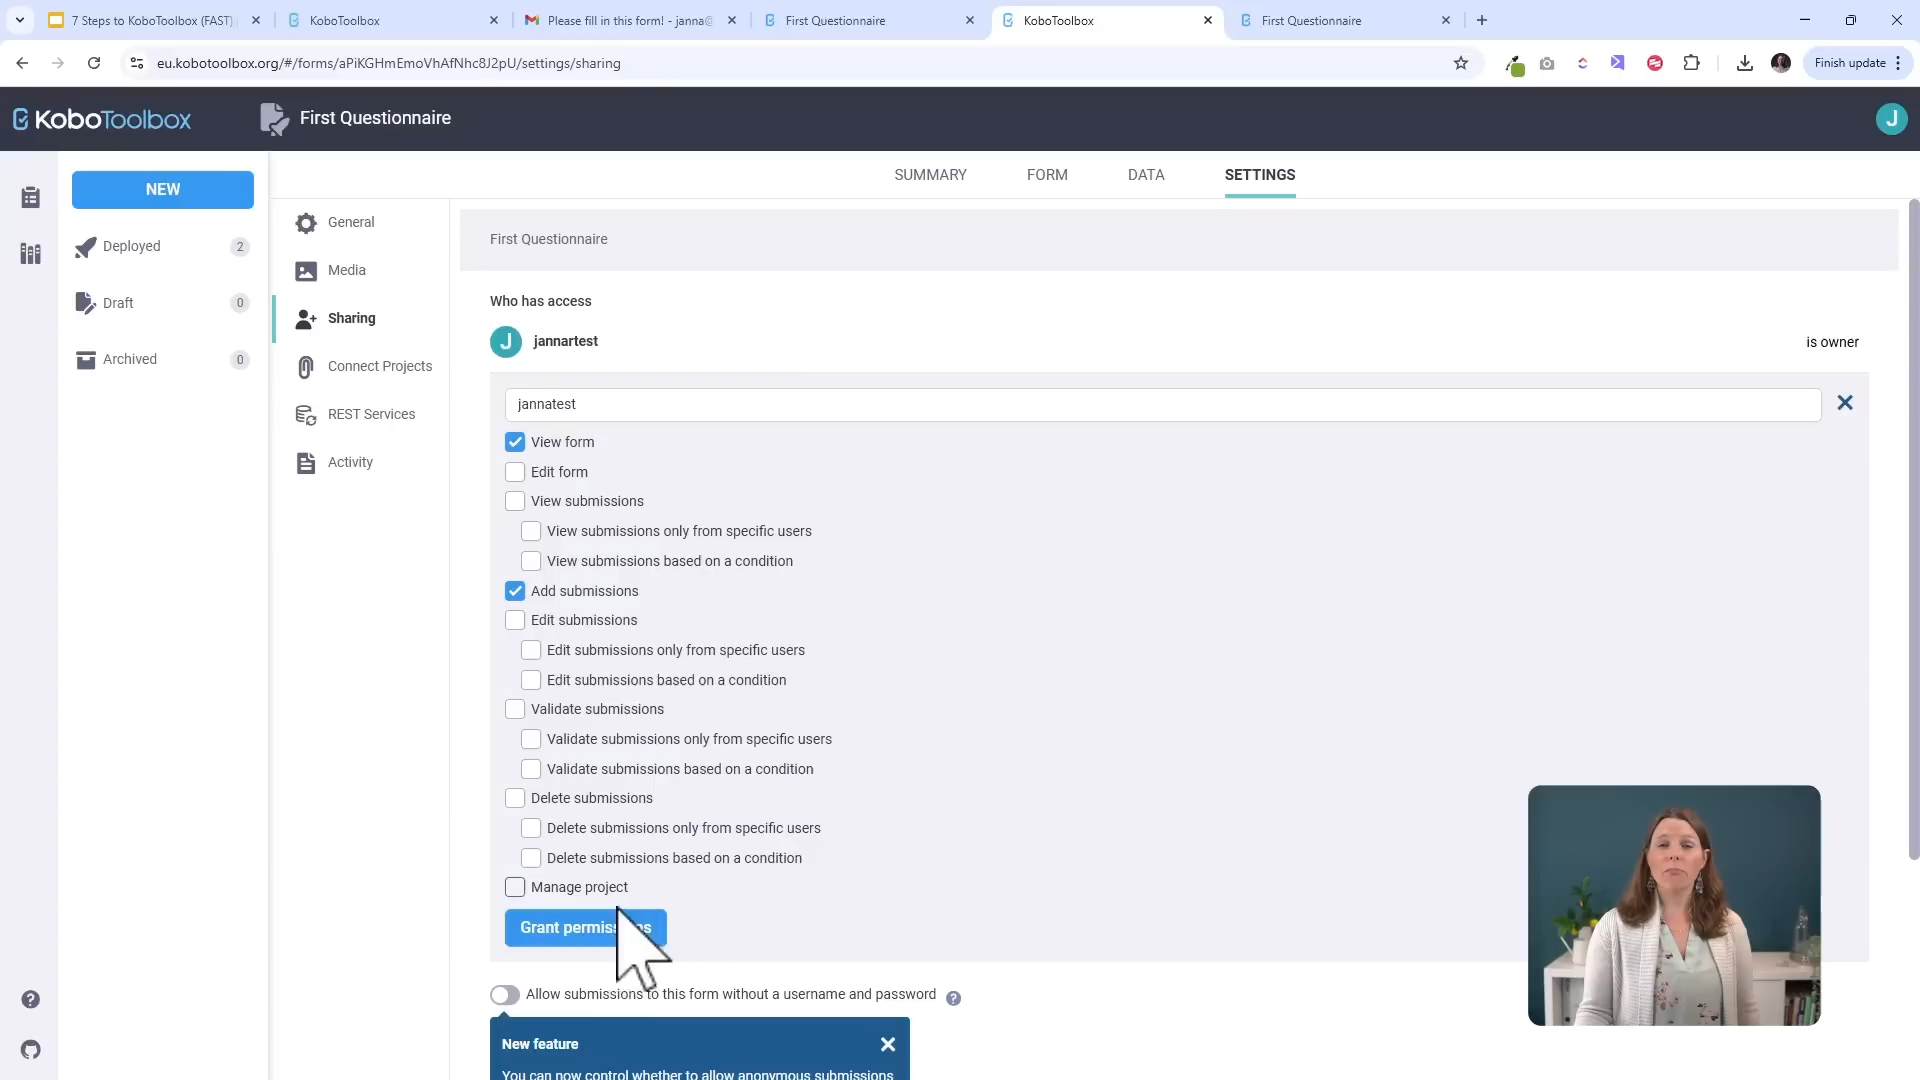 7 Steps to KoboToolbox (FAST)
KoboToolbox
Please fill in this form! - janna@
First Questionnaire
KoboToolbox
First Questionnaire
eu.kobotoolbox.org/#/forms/aPiKGHmEmoVhAfNhc8J2pU/settings/sharing
Finish update
KoboToolbox
First Questionnaire
J
NEW
Deployed
2
Draft
0
Archived
0
SUMMARY
FORM
DATA
SETTINGS
General
Media
Sharing
Connect Projects
REST Services
Activity
First Questionnaire
Who has access
J
jannartest
is owner
jannatest
View form
Edit form
View submissions
View submissions only from specific users
View submissions based on a condition
Add submissions
Edit submissions
Edit submissions only from specific users
Edit submissions based on a condition
Validate submissions
Validate submissions only from specific users
Validate submissions based on a condition
Delete submissions
Delete submissions only from specific users
Delete submissions based on a condition
Manage project
Grant permissions
Allow submissions to this form without a username and password
New feature
You can now control whether to allow anonymous submissions